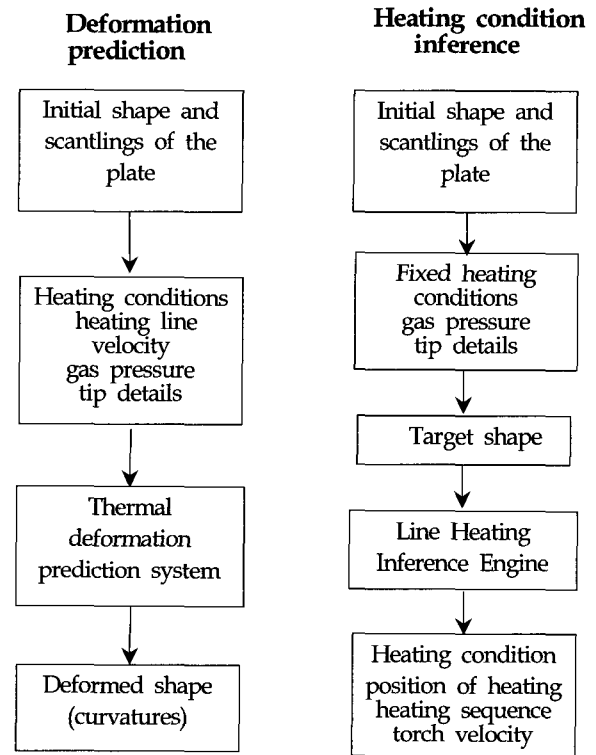 Deformation
prediction
Initial shape and
scantlings of the
plate
Heating conditions
heating line
velocity
gas pressure
tip details
Thermal
deformation
prediction system
Deformed shape
(curvatures)
Heating condition
inference
Initial shape and
scantlings of the
plate
Fixed heating
conditions
gas pressure
tip details
Target shape
Line Heating
Inference Engine
Heating condition
position of heating
heating sequence
torch velocity